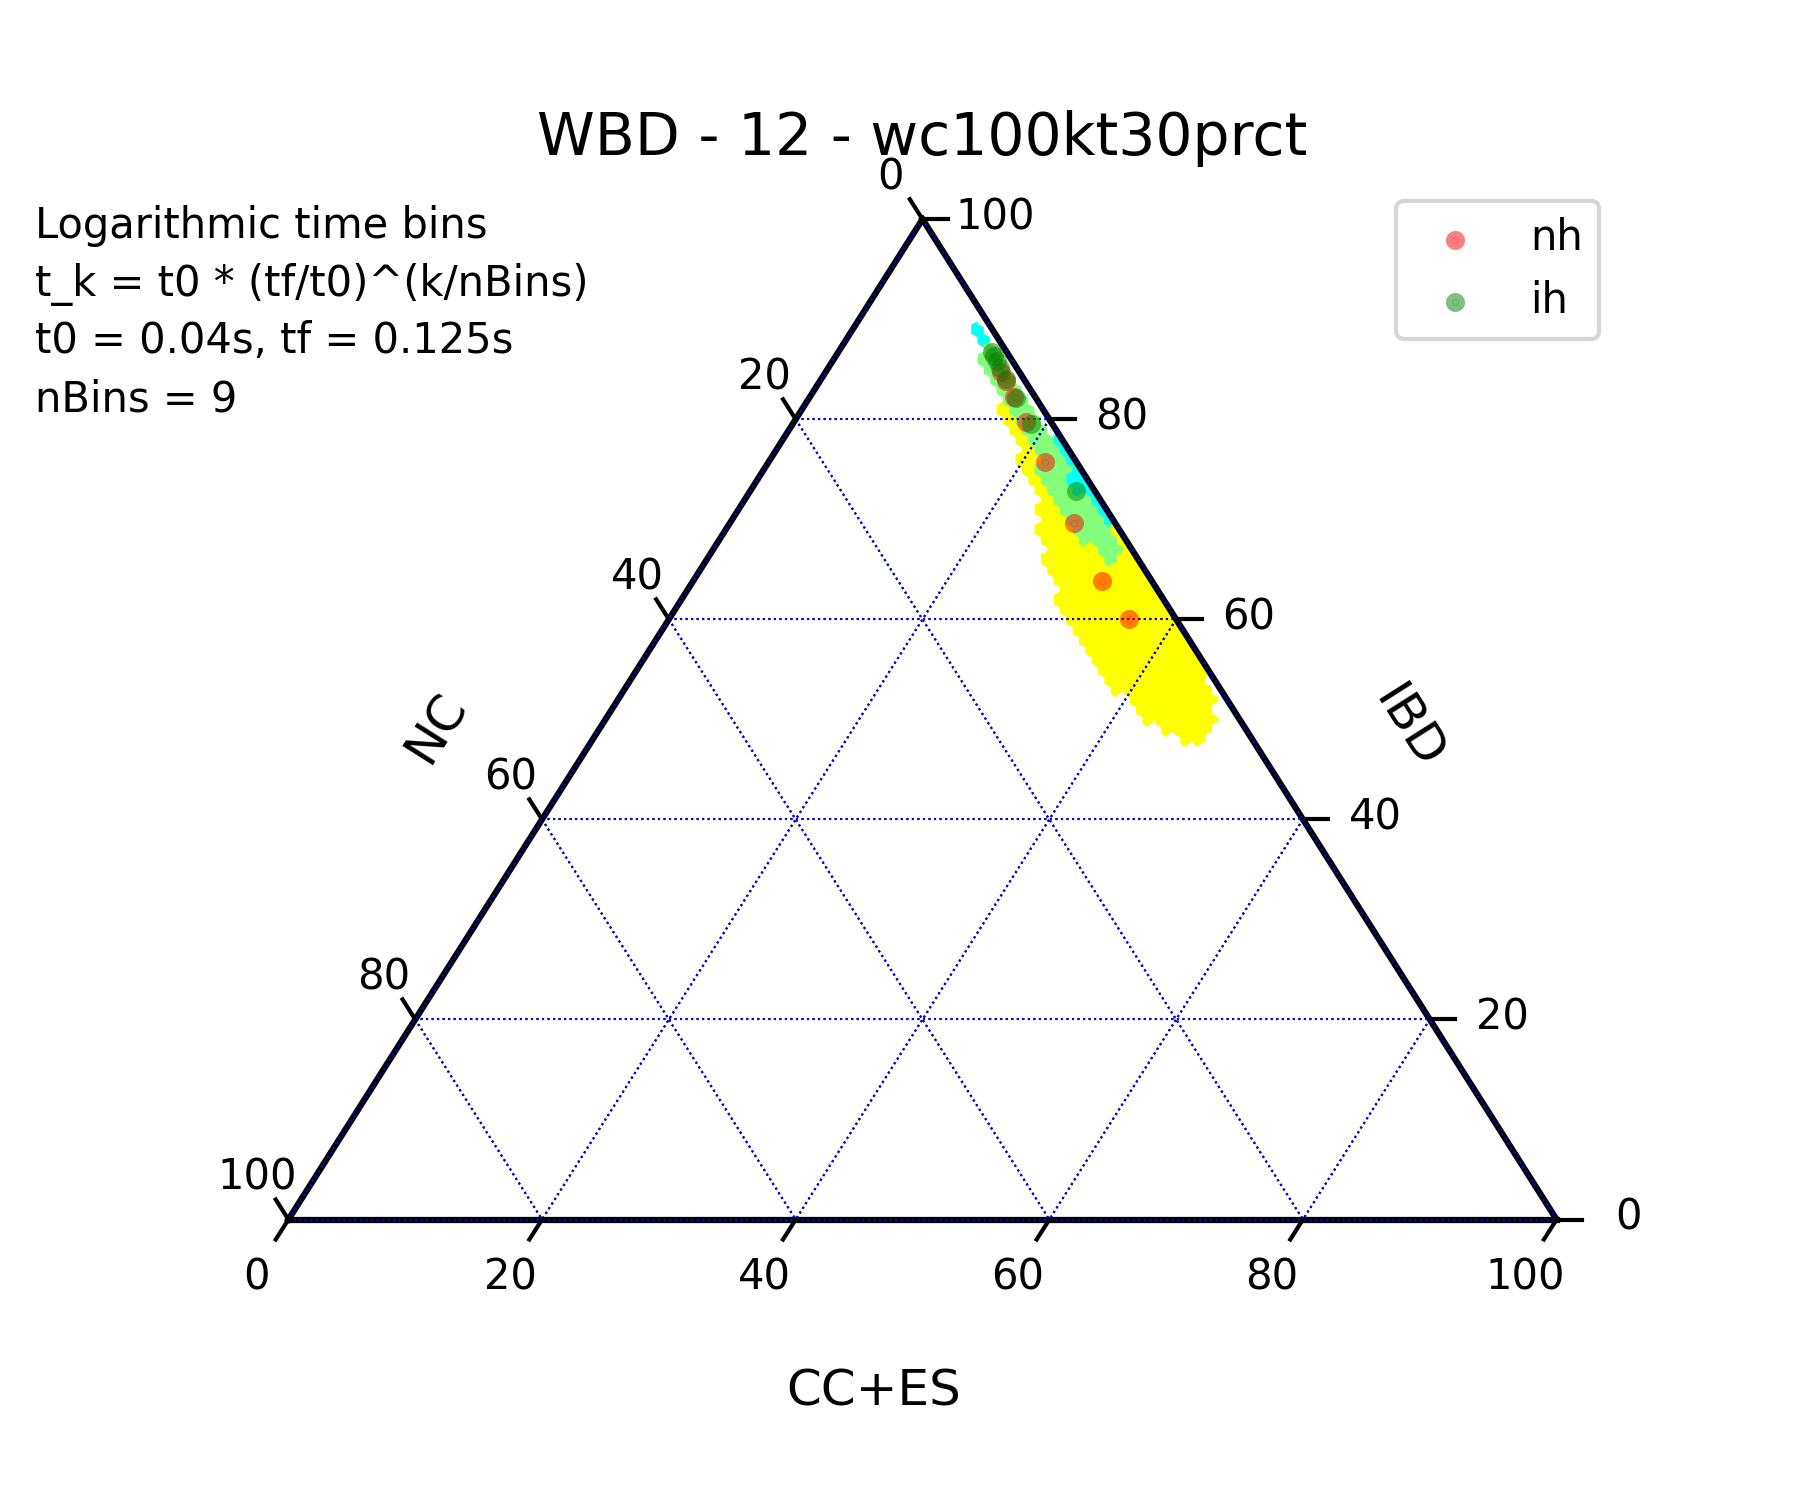 WBD - 12 - wc100kt30prct
Logarithmic time bins
t_k = t0 * (tf/t0)^(k/nBins)
t0 = 0.04s, tf = 0.125s
nBins = 9
nh
ih
0
100
20
80
40
60
NC
IBD
60
40
80
20
100
0
0
20
40
60
80
100
CC+ES